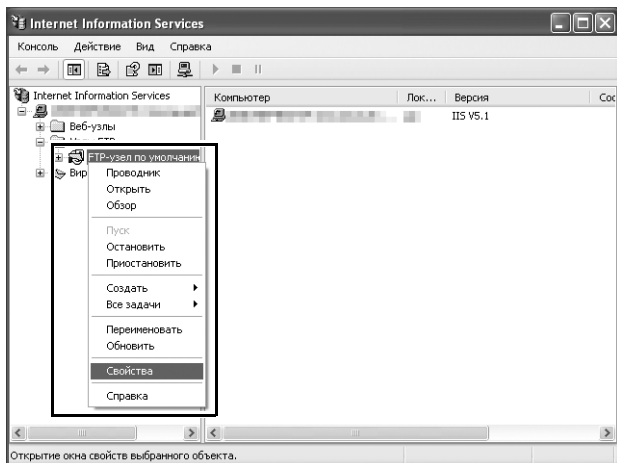 Internet Information Services
Консоль Действие Вид Справка
Internet Information Services
Веб-узлы
FTP-узел по умолчанию
Вир
Проводник
Открыть
Обзор
Пуск
Остановить
Приостановить
Создать
Все задачи
Переименовать
Обновить
Свойства
Справка
Компьютер Лок... Версия Сос
IIS V5.1
Открытие окна свойств выбранного объекта.